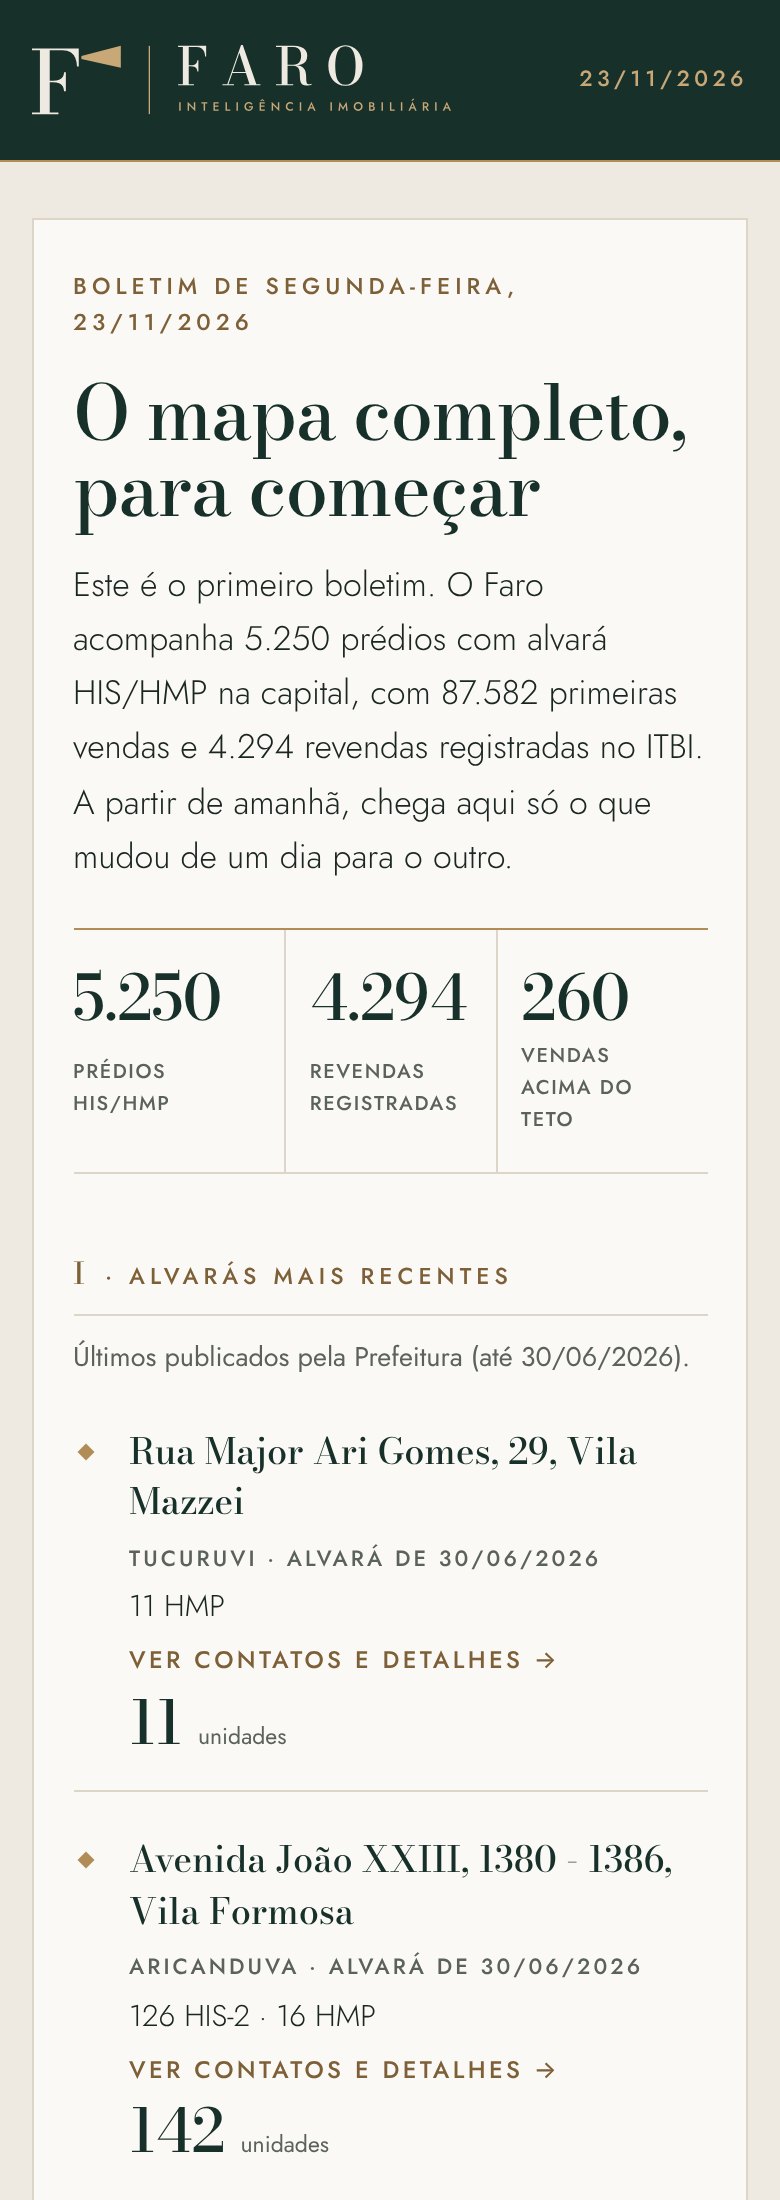 F
FARO
INTELIGÊNCIA IMOBILIÁRIA
23/11/2026
BOLETIM DE SEGUNDA-FEIRA,
23/11/2026
O mapa completo,
para começar
Este é o primeiro boletim. O Faro
acompanha 5.250 prédios com alvará
HIS/HMP na capital, com 87.582 primeiras
vendas e 4.294 revendas registradas no ITBI.
A partir de amanhã, chega aqui só o que
mudou de um dia para o outro.
5.250
PRÉDIOS
HIS/HMP
4.294
REVENDAS
REGISTRADAS
260
VENDAS
ACIMA DO
TETO
I · ALVARÁS MAIS RECENTES
Últimos publicados pela Prefeitura (até 30/06/2026).
◆ Rua Major Ari Gomes, 29, Vila
Mazzei
TUCURUVI · ALVARÁ DE 30/06/2026
11 HMP
VER CONTATOS E DETALHES →
11 unidades
◆ Avenida João XXIII, 1380 - 1386,
Vila Formosa
ARICANDUVA · ALVARÁ DE 30/06/2026
126 HIS-2 · 16 HMP
VER CONTATOS E DETALHES →
142 unidades